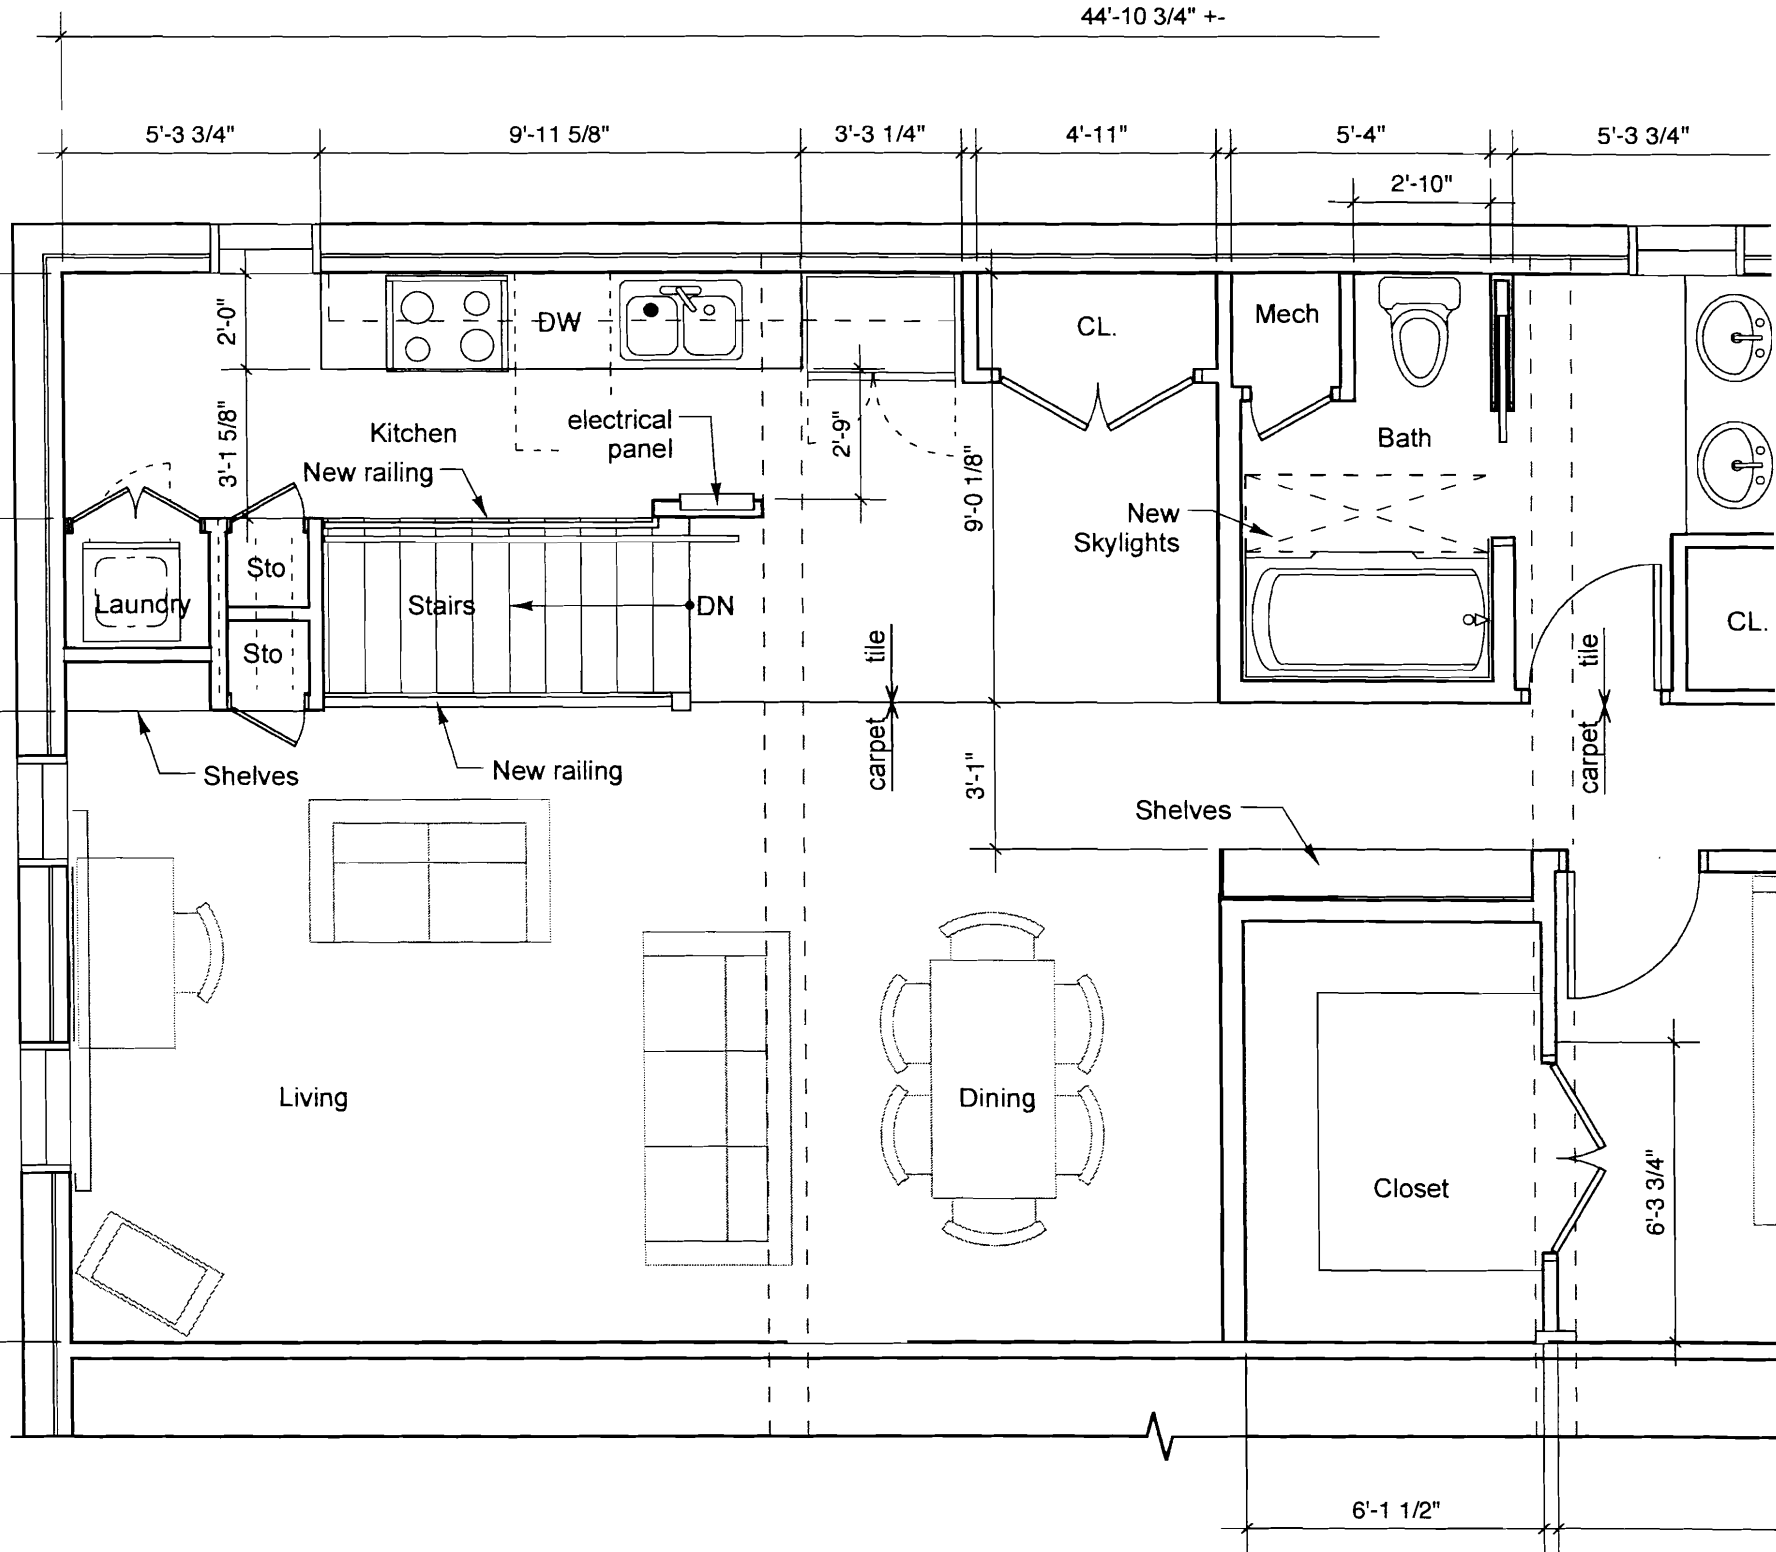 44'-10 3/4" +-
5'-3 3/4"
9'-11 5/8"
3'-3 1/4"
4'-11"
5'-4"
5'-3 3/4"
2'-10"
2'-0"
DW
CL.
Mech
3'-1 5/8"
Kitchen
electrical
panel
2'-9"
Bath
New railing
9'-0 1/8"
New
Skylights
Sto
Laundry
Stairs
DN
CL.
Sto
tile
carpet
tile
carpet
Shelves
New railing
3'-1"
Shelves
Living
Dining
Closet
6'-3 3/4"
6'-1 1/2"